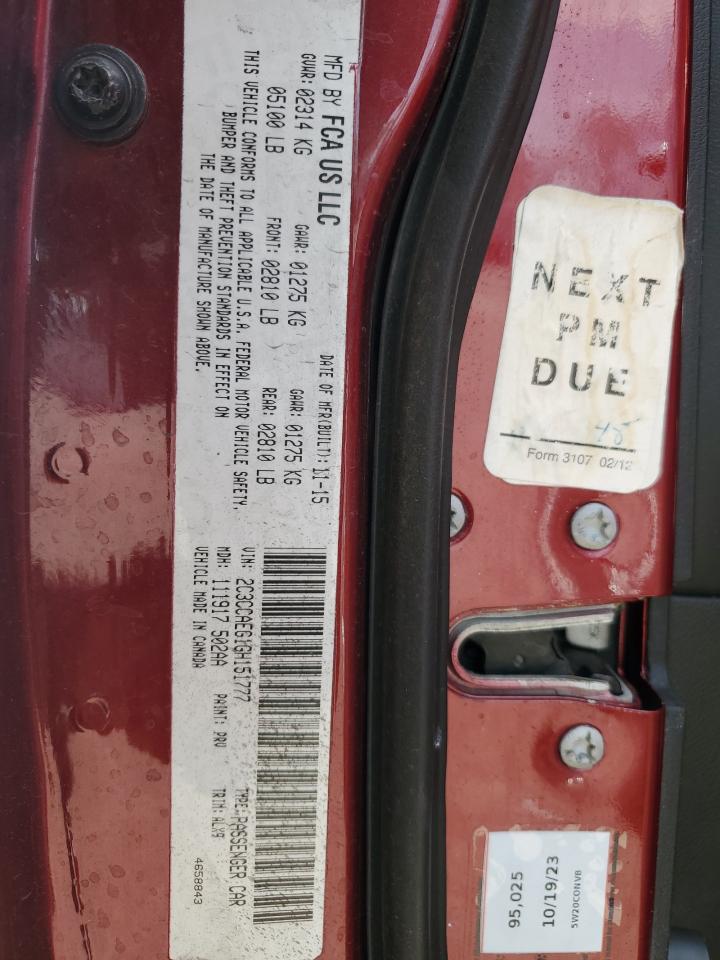 MFD BY FCA US LLC
DATE OF MFR(BUILT): 11-15
GVWR: 02314 KG
GAWR: 01275 KG
GAWR: 01275 KG
05100 LB
FRONT: 02810 LB
REAR: 02810 LB
THIS VEHICLE CONFORMS TO ALL APPLICABLE U.S.A. FEDERAL MOTOR VEHICLE SAFETY,
BUMPER AND THEFT PREVENTION STANDARDS IN EFFECT ON
THE DATE OF MANUFACTURE SHOWN ABOVE.
VIN: 2C3CCAEG1GH151777
TYPE: PASSENGER CAR
MDH: 111917 502AA
PAINT: PRV
TRIM: ALX9
VEHICLE MADE IN CANADA
4658843
NEXT
PM
DUE
45
Form 3107 02/12
95,025
10/19/23
5W20CONVB